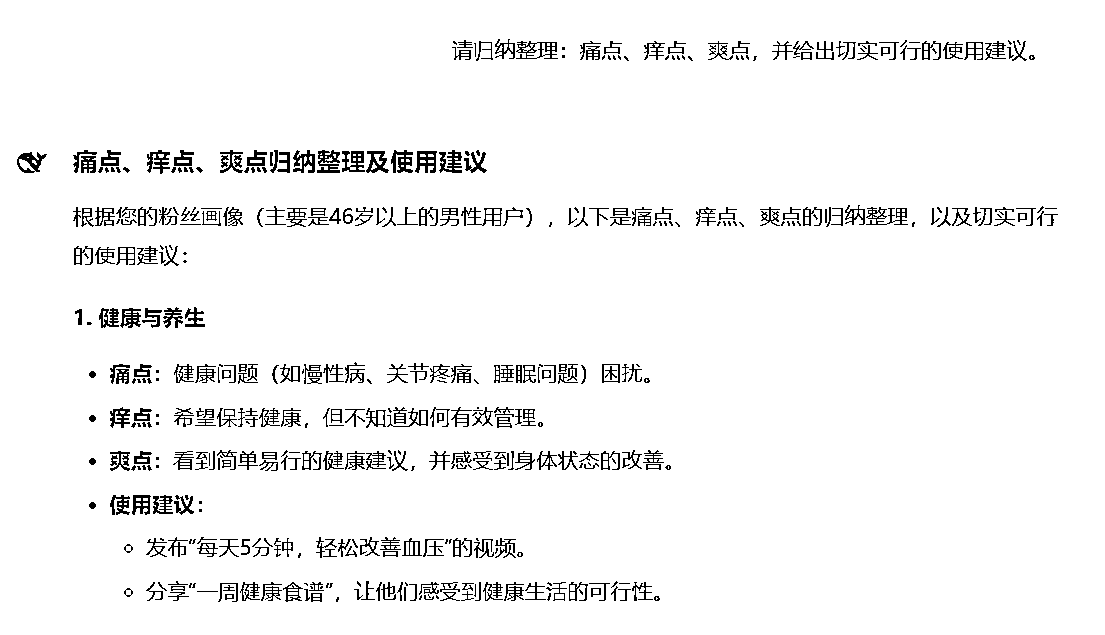 请归纳整理：痛点、痒点、爽点，并给出切实可行的使用建议。
痛点、痒点、爽点归纳整理及使用建议
根据您的粉丝画像（主要是46岁以上的男性用户），以下是痛点、痒点、爽点的归纳整理，以及切实可行
的使用建议：
1. 健康与养生
• 痛点：健康问题（如慢性病、关节疼痛、睡眠问题）困扰。
• 痒点：希望保持健康，但不知道如何有效管理。
• 爽点：看到简单易行的健康建议，并感受到身体状态的改善。
• 使用建议：
○ 发布“每天5分钟，轻松改善血压”的视频。
○ 分享“一周健康食谱”，让他们感受到健康生活的可行性。